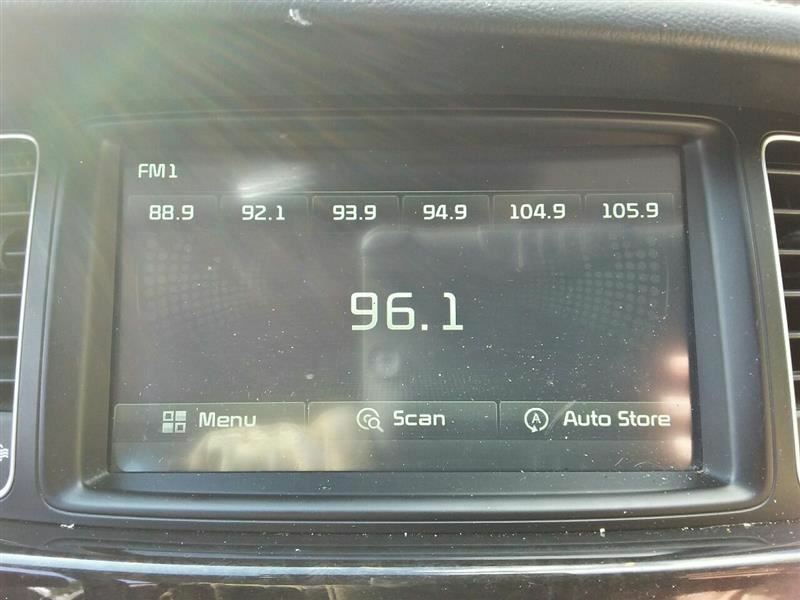 FM1
88.9 92.1 93.9 94.9 104.9 105.9
96.1
Menu Scan A Auto Store